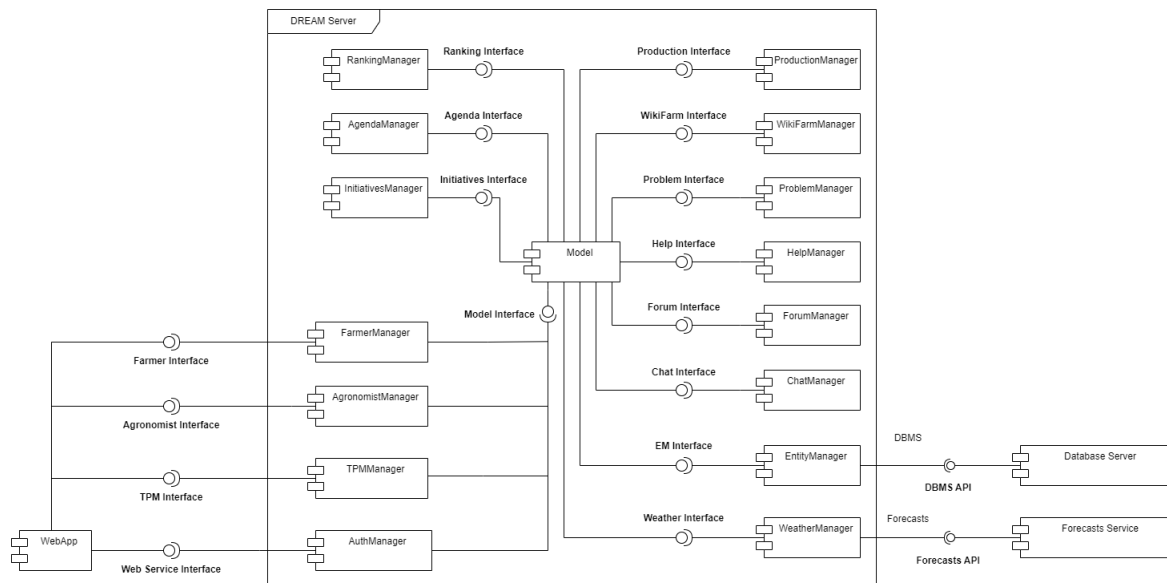 DREAM Server
Ranking Interface
Production Interface
RankingManager
ProductionManager
Agenda Interface
WikiFarm Interface
AgendaManager
WikiFarmManager
Initiatives Interface
Problem Interface
InitiativesManager
ProblemManager
Help Interface
Model
HelpManager
Model Interface
Forum Interface
ForumManager
FarmerManager
Farmer Interface
Chat Interface
ChatManager
AgronomistManager
Agronomist Interface
EM Interface
DBMS
EntityManager
Database Server
TPMManager
DBMS API
TPM Interface
Weather Interface
Forecasts
WeatherManager
Forecasts Service
WebApp
AuthManager
Forecasts API
Web Service Interface